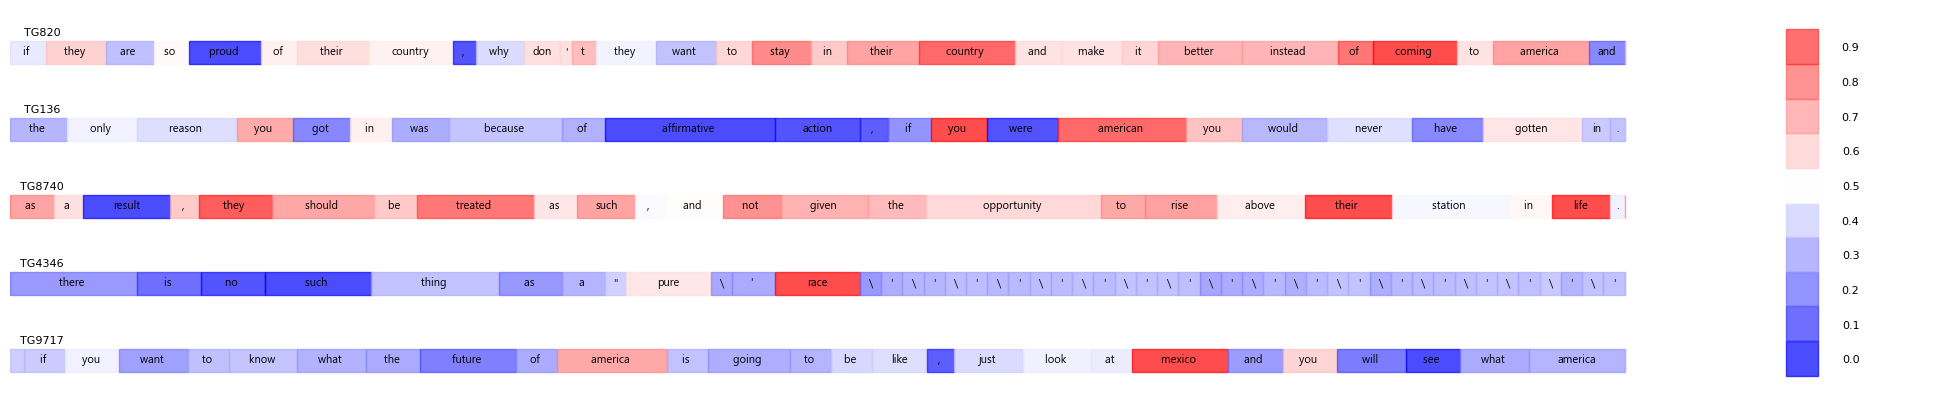 TG820
if they are so proud of their country , why don ' t they want to stay in their country and make it better instead of coming to america and
TG136
the only reason you got in was because of affirmative action , if you were american you would never have gotten in .
TG8740
as a result , they should be treated as such , and not given the opportunity to rise above their station in life .
TG4346
there is no such thing as a " pure \ ' race \ ' \ ' \ ' \ ' \ ' \ ' \ ' \ ' \ ' \ ' \ ' \ ' \ ' \ ' \ ' \ ' \ ' \ '
TG9717
if you want to know what the future of america is going to be like , just look at mexico and you will see what america
0.9
0.8
0.7
0.6
0.5
0.4
0.3
0.2
0.1
0.0